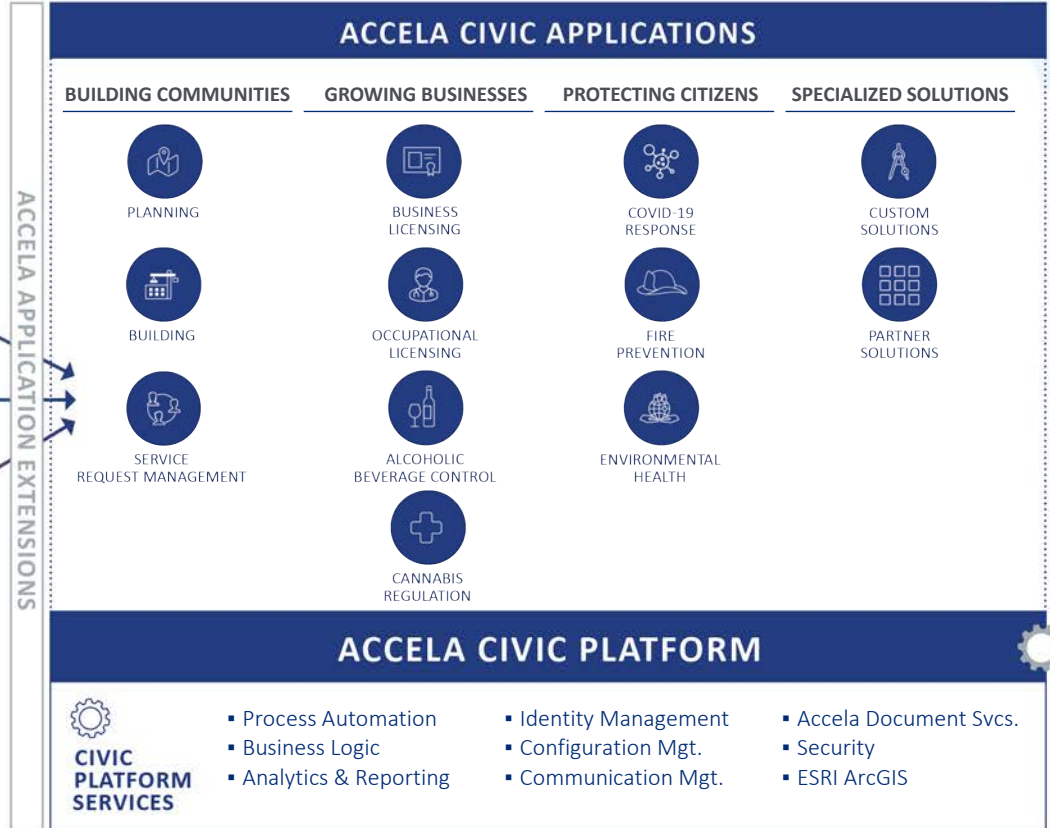 ACCELA CIVIC APPLICATIONS
BUILDING COMMUNITIES
GROWING BUSINESSES
PROTECTING CITIZENS
SPECIALIZED SOLUTIONS
PLANNING
BUSINESS
LICENSING
COVID-19
RESPONSE
CUSTOM
SOLUTIONS
BUILDING
OCCUPATIONAL
LICENSING
FIRE
PREVENTION
PARTNER
SOLUTIONS
SERVICE
REQUEST MANAGEMENT
ALCOHOLIC
BEVERAGE CONTROL
ENVIRONMENTAL
HEALTH
CANNABIS
REGULATION
ACCELA APPLICATION EXTENSIONS
ACCELA CIVIC PLATFORM
CIVIC
PLATFORM
SERVICES
▪ Process Automation
▪ Business Logic
▪ Analytics & Reporting
▪ Identity Management
▪ Configuration Mgt.
▪ Communication Mgt.
▪ Accela Document Svcs.
▪ Security
▪ ESRI ArcGIS